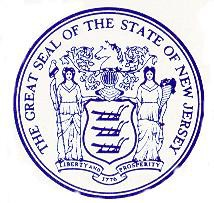 THE GREAT SEAL OF THE STATE OF NEW JERSEY
LIBERTY AND PROSPERITY
1776